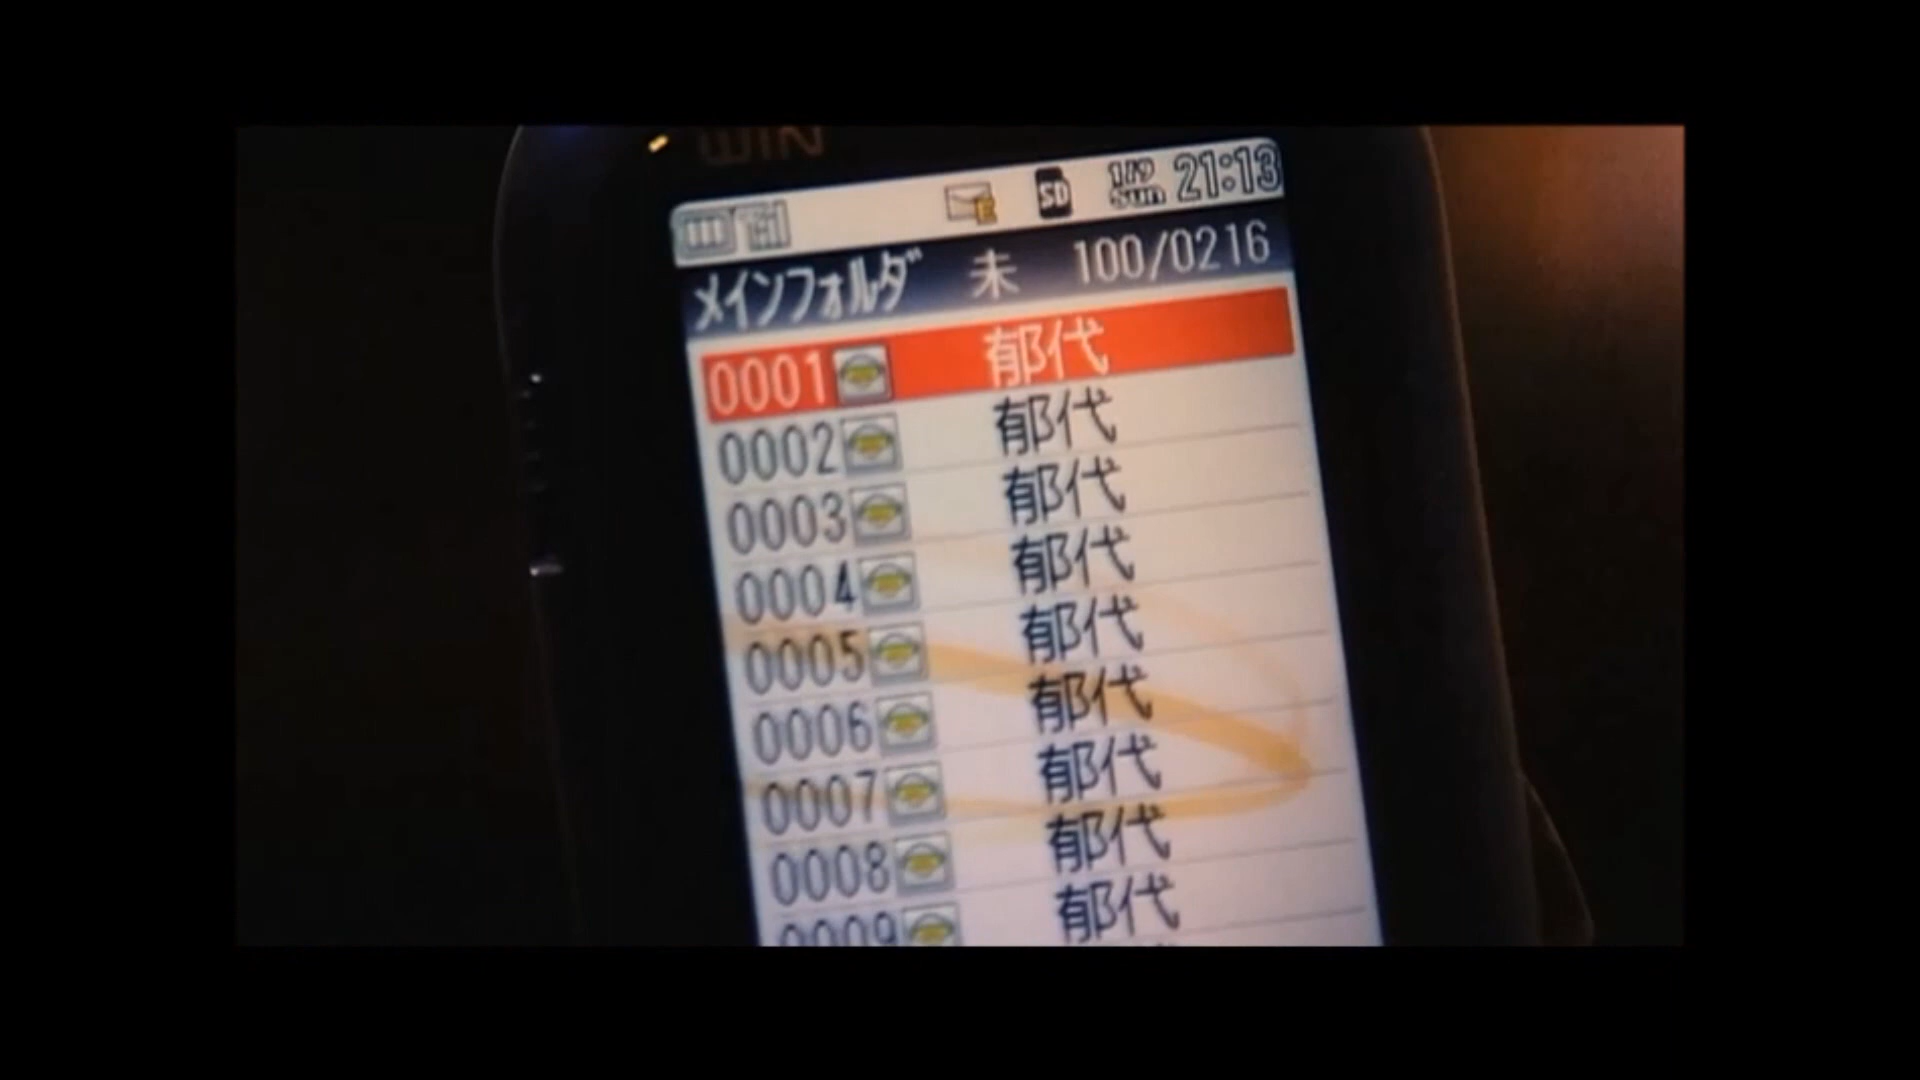 WIN
SD 1/9 Sun 21:13
メインフォルダ 未 100/0216
0001 郁代
0002 郁代
0003 郁代
0004 郁代
0005 郁代
0006 郁代
0007 郁代
0008 郁代
0009 郁代